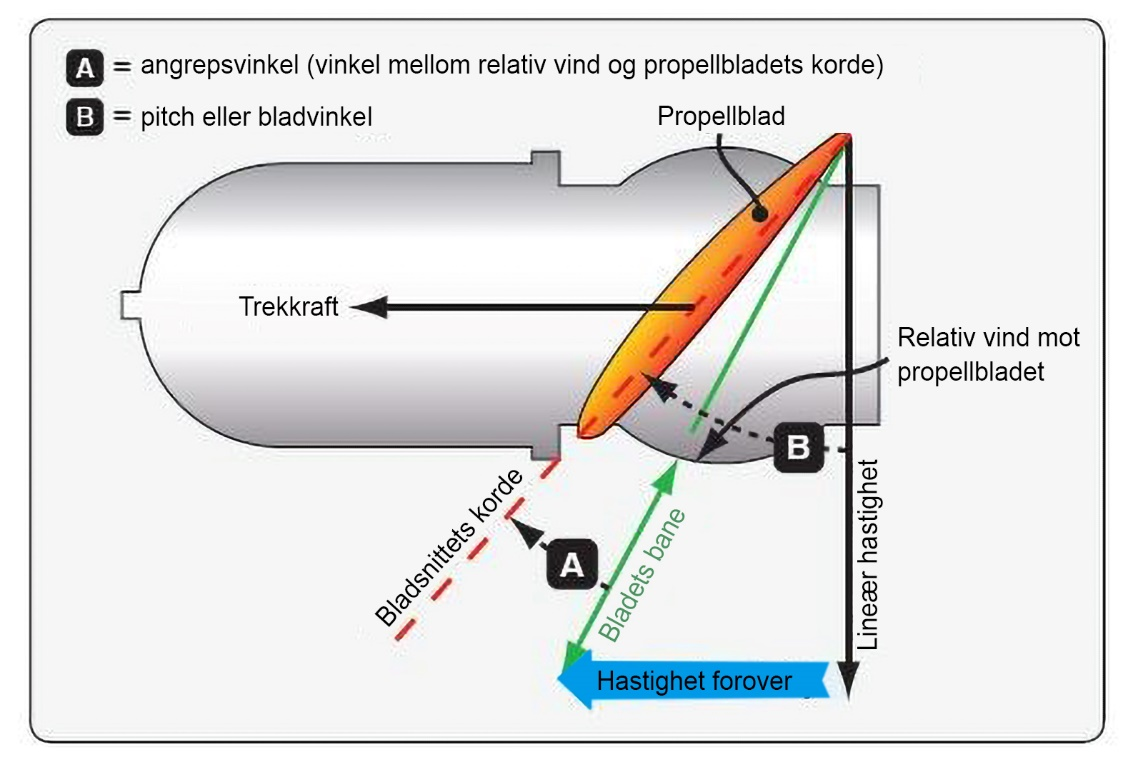 A = angrepsvinkel (vinkel mellom relativ vind og propellbladets korde)
B = pitch eller bladvinkel
Propellblad
Trekkraft
Relativ vind mot
propellbladet
B
Bladsnittets korde
A
Bladets bane
Lineær hastighet
Hastighet forover